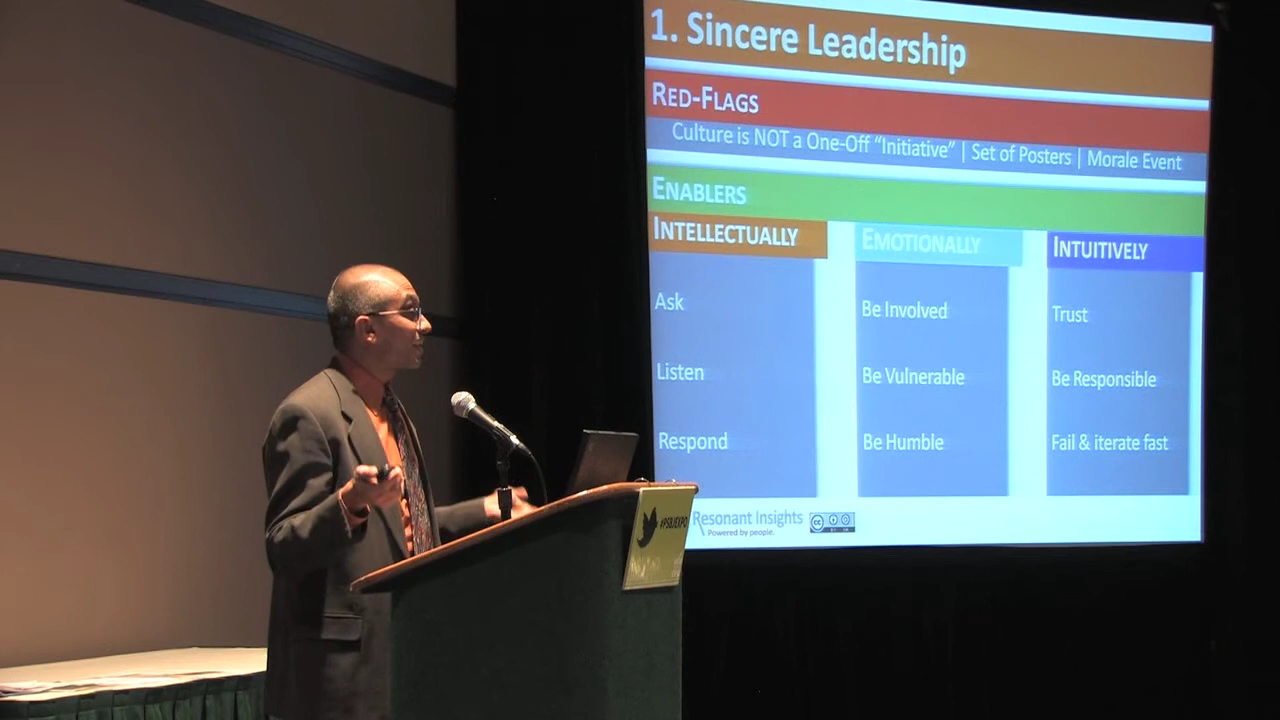 1. Sincere Leadership
RED-FLAGS
Culture is NOT a One-Off “Initiative” | Set of Posters | Morale Event
ENABLERS
INTELLECTUALLY
EMOTIONALLY
INTUITIVELY
Ask
Be Involved
Trust
Listen
Be Vulnerable
Be Responsible
Respond
Be Humble
Fail & iterate fast
#PSBJEXPO
Resonant Insights
Powered by people.
cc